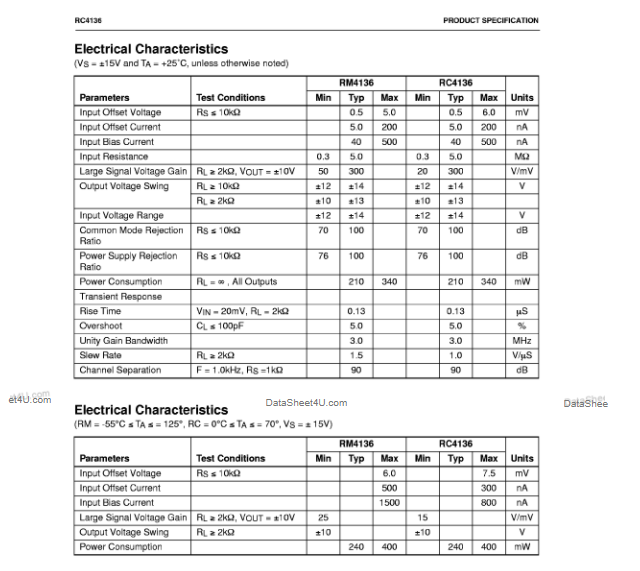 RC4136 PRODUCT SPECIFICATION
Electrical Characteristics
(VS = ±15V and TA = +25°C, unless otherwise noted)
RM4136 RC4136
Parameters Test Conditions Min Typ Max Min Typ Max Units
Input Offset Voltage RS ≤ 10kΩ 0.5 5.0 0.5 6.0 mV
Input Offset Current 5.0 200 5.0 200 nA
Input Bias Current 40 500 40 500 nA
Input Resistance 0.3 5.0 0.3 5.0 MΩ
Large Signal Voltage Gain RL ≥ 2kΩ, VOUT = ±10V 50 300 20 300 V/mV
Output Voltage Swing RL ≥ 10kΩ ±12 ±14 ±12 ±14 V
RL ≥ 2kΩ ±10 ±13 ±10 ±13
Input Voltage Range ±12 ±14 ±12 ±14 V
Common Mode Rejection RS ≤ 10kΩ 70 100 70 100 dB
Ratio
Power Supply Rejection RS ≤ 10kΩ 76 100 76 100 dB
Ratio
Power Consumption RL = ∞, All Outputs 210 340 210 340 mW
Transient Response
Rise Time VIN = 20mV, RL = 2kΩ 0.13 0.13 µS
Overshoot CL ≤ 100pF 5.0 5.0 %
Unity Gain Bandwidth 3.0 3.0 MHz
Slew Rate RL ≥ 2kΩ 1.5 1.0 V/µS
Channel Separation F = 1.0kHz, RS =1kΩ 90 90 dB
et4U.com DataSheet4U.com DataShee
Electrical Characteristics
(RM = -55°C ≤ TA ≤ = 125°, RC = 0°C ≤ TA ≤ = 70°, VS = ± 15V)
RM4136 RC4136
Parameters Test Conditions Min Typ Max Min Typ Max Units
Input Offset Voltage RS ≤ 10kΩ 6.0 7.5 mV
Input Offset Current 500 300 nA
Input Bias Current 1500 800 nA
Large Signal Voltage Gain RL ≥ 2kΩ, VOUT = ±10V 25 15 V/mV
Output Voltage Swing RL ≥ 2kΩ ±10 ±10 V
Power Consumption 240 400 240 400 mW